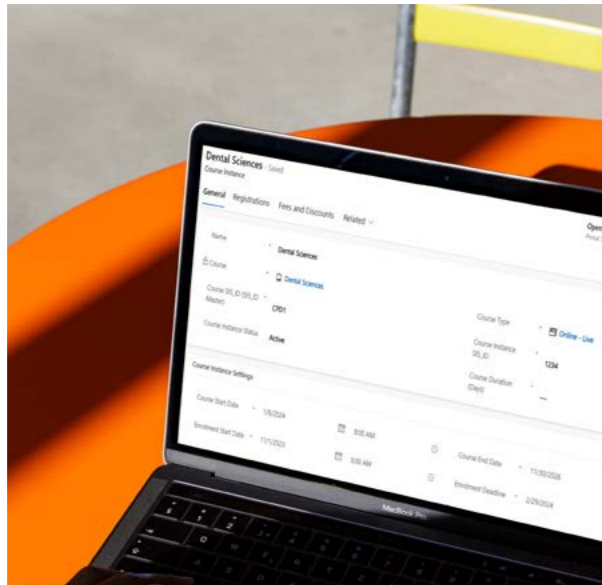 Dental Sciences - Saved
Course Instance
Open
General Registrations Fees and Discounts Related
Name * Dental Sciences
Course * Dental Sciences
Course Type * Online - Live
Course SIS_ID (SIS_ID Master) * CPD1
Course Instance SIS_ID * 1234
Course Instance Status Active
Course Duration (Days) * ---
Course Instance Settings
Course Start Date * 1/8/2024 8:00 AM
Course End Date * 11/30/2026
Enrolment Start Date * 11/1/2023 8:00 AM
Enrolment Deadline * 2/29/2024
MacBook Pro